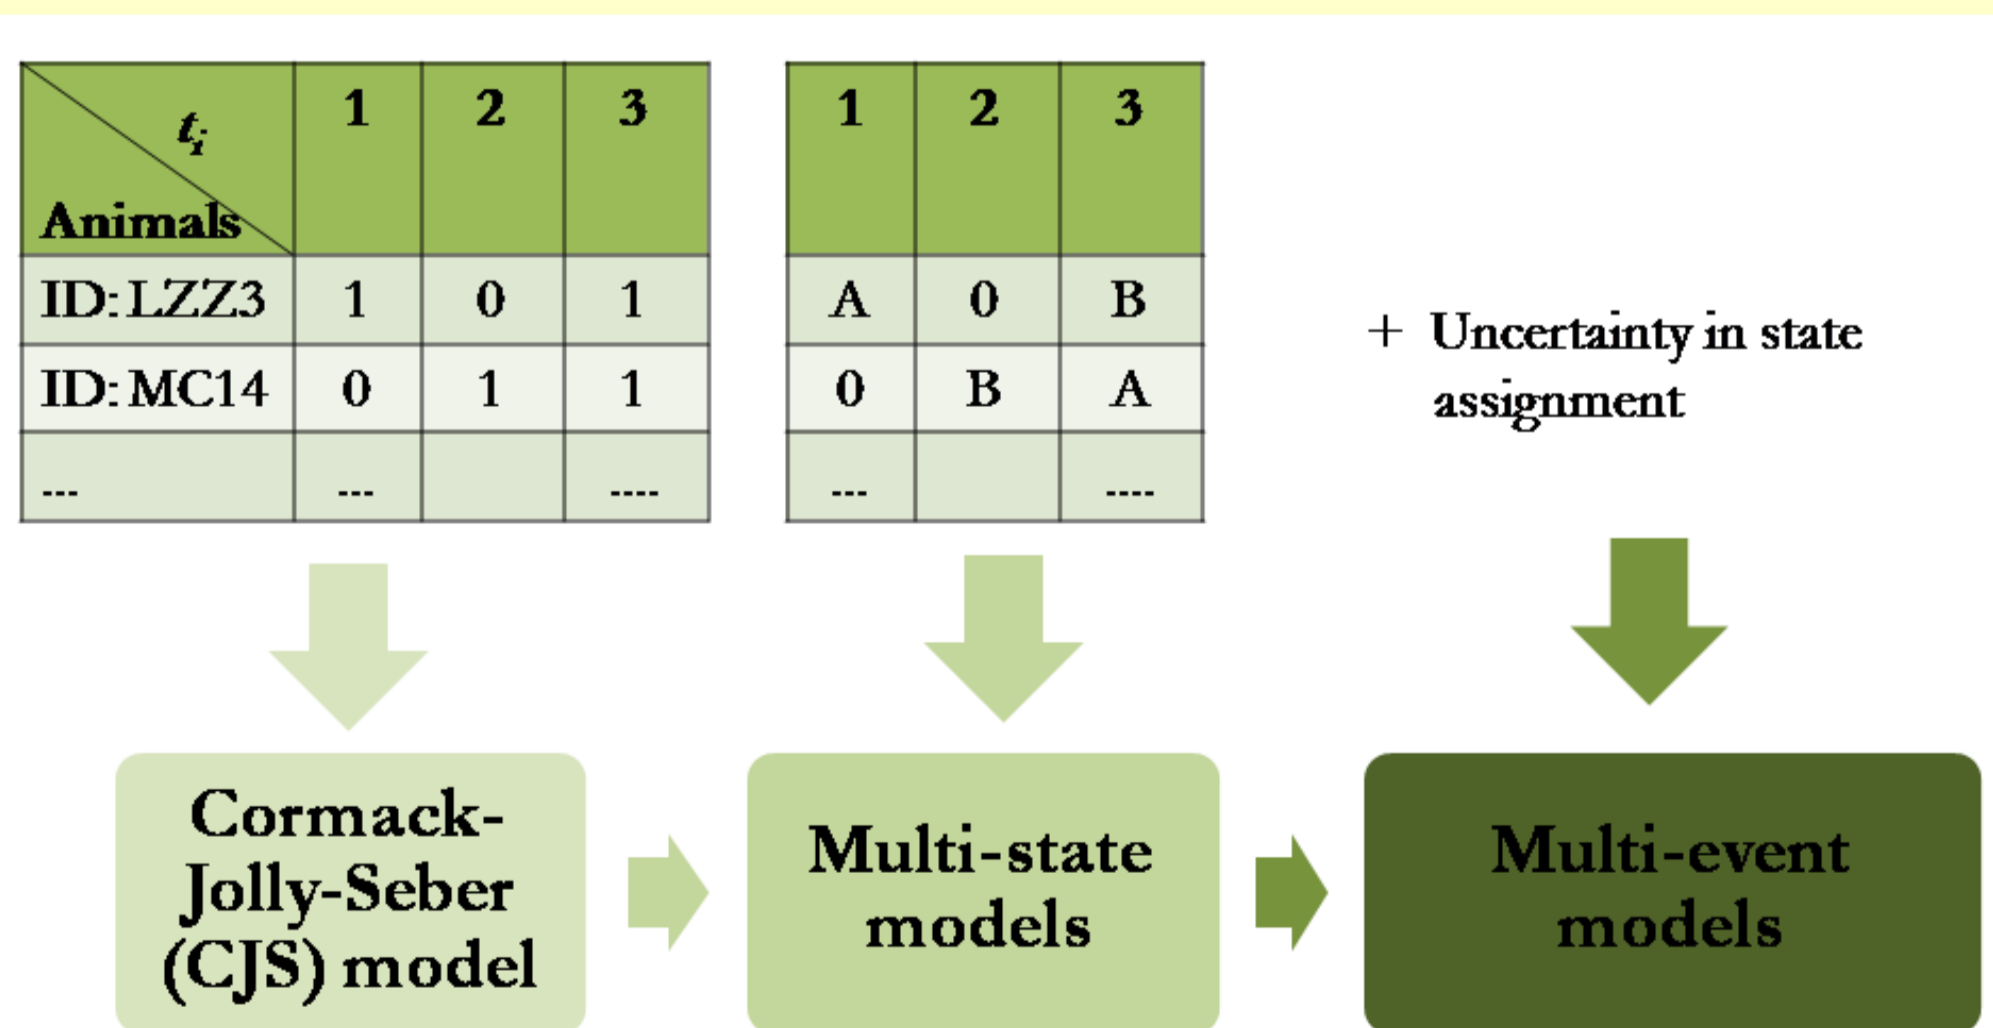 t_i 1 2 3
Animals
ID: LZZ3 1 0 1
ID: MC14 0 1 1
--- --- ----
1 2 3
A 0 B
0 B A
--- ----
+ Uncertainty in state
assignment
Cormack-
Jolly-Seber
(CJS) model
Multi-state
models
Multi-event
models